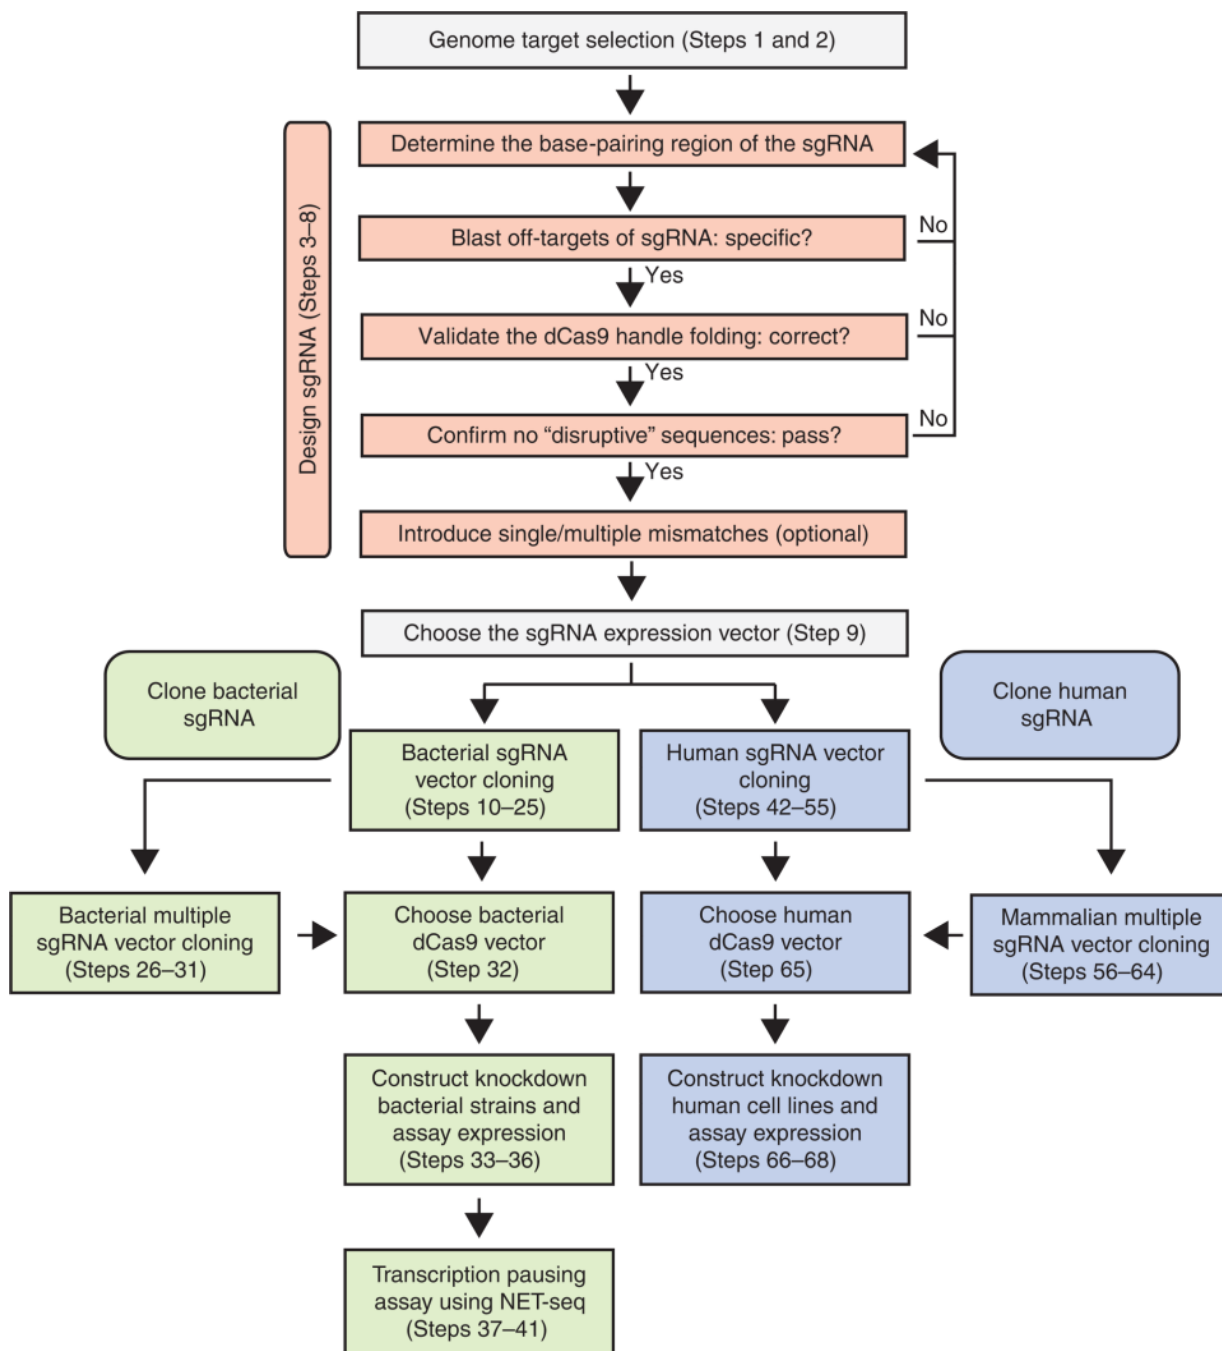 Genome target selection (Steps 1 and 2)
Design sgRNA (Steps 3–8)
Determine the base-pairing region of the sgRNA
Blast off-targets of sgRNA: specific?
No
Yes
Validate the dCas9 handle folding: correct?
No
Yes
Confirm no “disruptive” sequences: pass?
No
Yes
Introduce single/multiple mismatches (optional)
Choose the sgRNA expression vector (Step 9)
Clone bacterial
sgRNA
Clone human
sgRNA
Bacterial sgRNA
vector cloning
(Steps 10–25)
Human sgRNA vector
cloning
(Steps 42–55)
Bacterial multiple
sgRNA vector cloning
(Steps 26–31)
Choose bacterial
dCas9 vector
(Step 32)
Choose human
dCas9 vector
(Step 65)
Mammalian multiple
sgRNA vector cloning
(Steps 56–64)
Construct knockdown
bacterial strains and
assay expression
(Steps 33–36)
Construct knockdown
human cell lines and
assay expression
(Steps 66–68)
Transcription pausing
assay using NET-seq
(Steps 37–41)